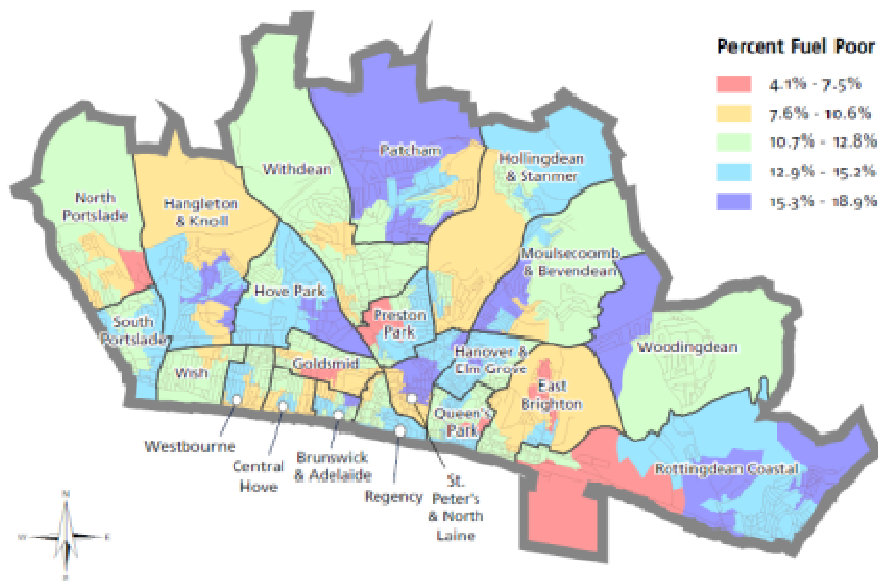 Percent Fuel Poor
4.1% - 7.5%
7.6% - 10.6%
10.7% - 12.8%
12.9% - 15.2%
15.3% - 18.9%
Patcham
Hollingdean
& Stanmer
Withdean
North
Portslade
Hangleton
& Knoll
Moulsecoomb
& Bevendean
Hove Park
Preston
Park
South
Portslade
Woodingdean
Hanover &
Elm Grove
Goldsmid
Wish
East
Brighton
Queen's
Park
Rottingdean Coastal
Westbourne
Central
Hove
Brunswick
& Adelaide
Regency
St.
Peter's
& North
Laine
N
W
E